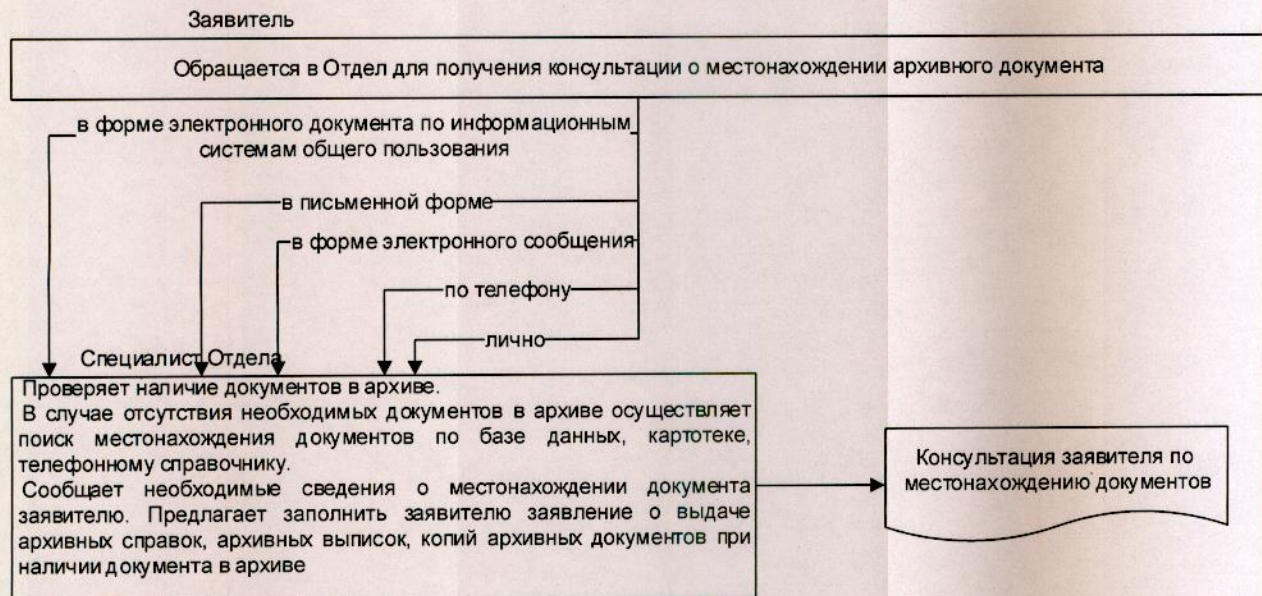 Заявитель
Обращается в Отдел для получения консультации о местонахождении архивного документа
в форме электронного документа по информационным
системам общего пользования
в письменной форме
в форме электронного сообщения
по телефону
лично
Специалист Отдела
Проверяет наличие документов в архиве.
В случае отсутствия необходимых документов в архиве осуществляет
поиск местонахождения документов по базе данных, картотеке,
телефонному справочнику.
Сообщает необходимые сведения о местонахождении документа
заявителю. Предлагает заполнить заявителю заявление о выдаче
архивных справок, архивных выписок, копий архивных документов при
наличии документа в архиве
Консультация заявителя по
местонахождению документов